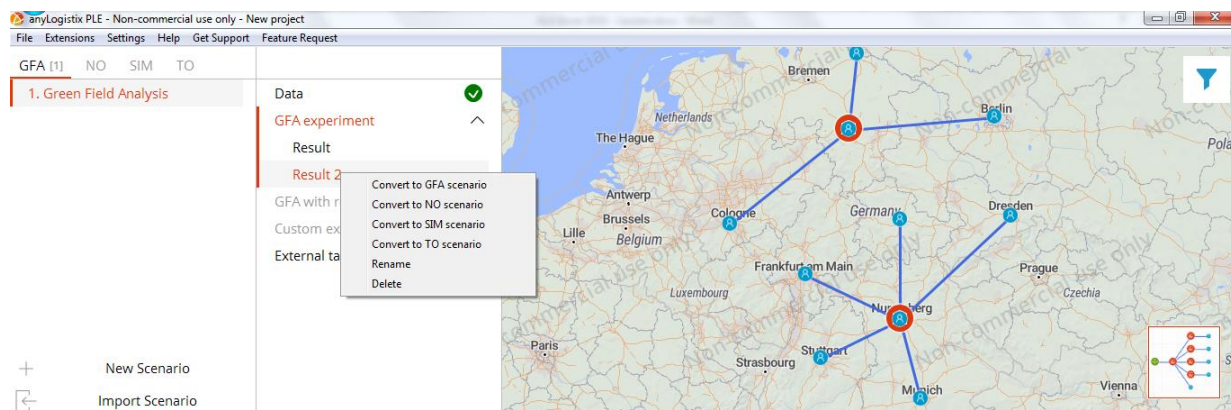 anyLogistix PLE - Non-commercial use only - New project
File Extensions Settings Help Get Support Feature Request
GFA [1] NO SIM TO
1. Green Field Analysis
Data
GFA experiment
Result
Result 2
GFA with r
Custom ex
External ta
Convert to GFA scenario
Convert to NO scenario
Convert to SIM scenario
Convert to TO scenario
Rename
Delete
New Scenario
Import Scenario
Bremen
Berlin
Netherlands
The Hague
Pola
Antwerp
Brussels
Cologne
Germany
Dresden
Lille
Belgium
Frankfurt am Main
Prague
Luxembourg
Czechia
Nuremberg
Paris
Stuttgart
Strasbourg
Munich
Vienna